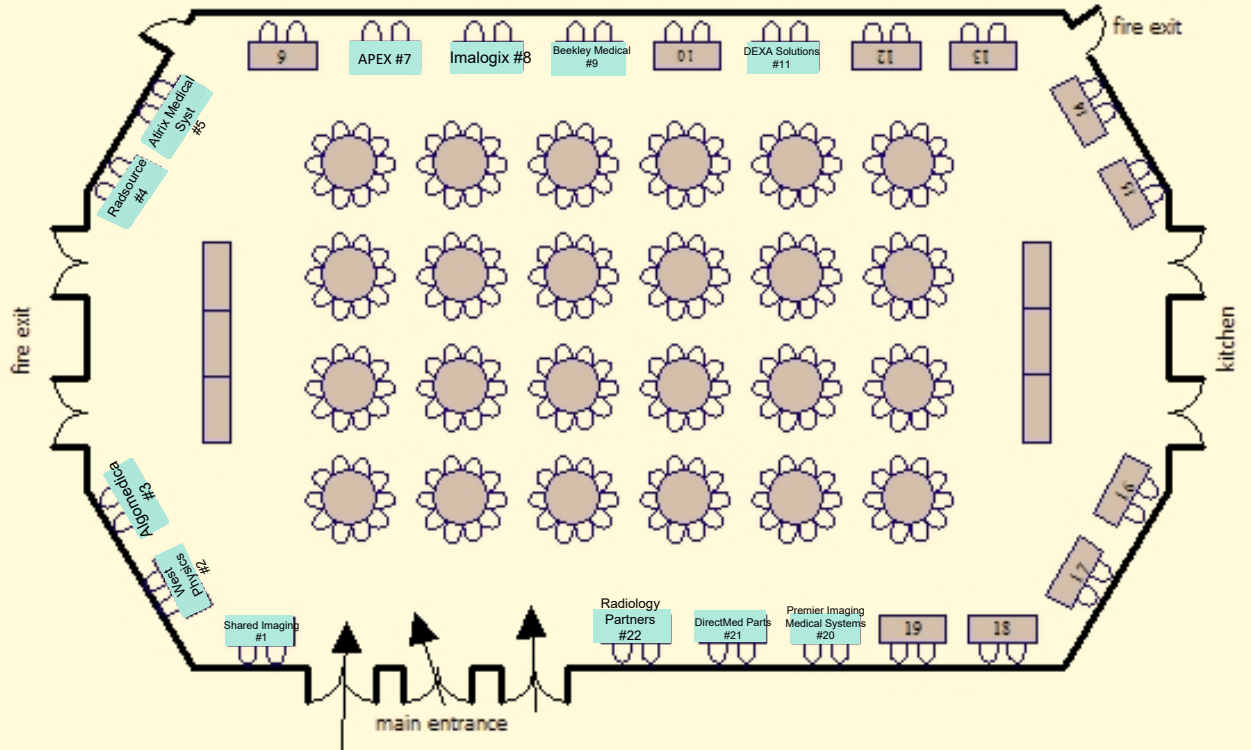 fire exit
6
APEX #7
Imalogix #8
Beekley Medical
#9
10
DEXA Solutions
#11
12
13
fire exit
Atirix Medical
Syst
#5
Radsource
#4
14
15
fire exit
kitchen
Algomedica
#3
West
Physics
#2
16
17
Shared Imaging
#1
Radiology
Partners
#22
DirectMed Parts
#21
Premier Imaging
Medical Systems
#20
19
18
main entrance